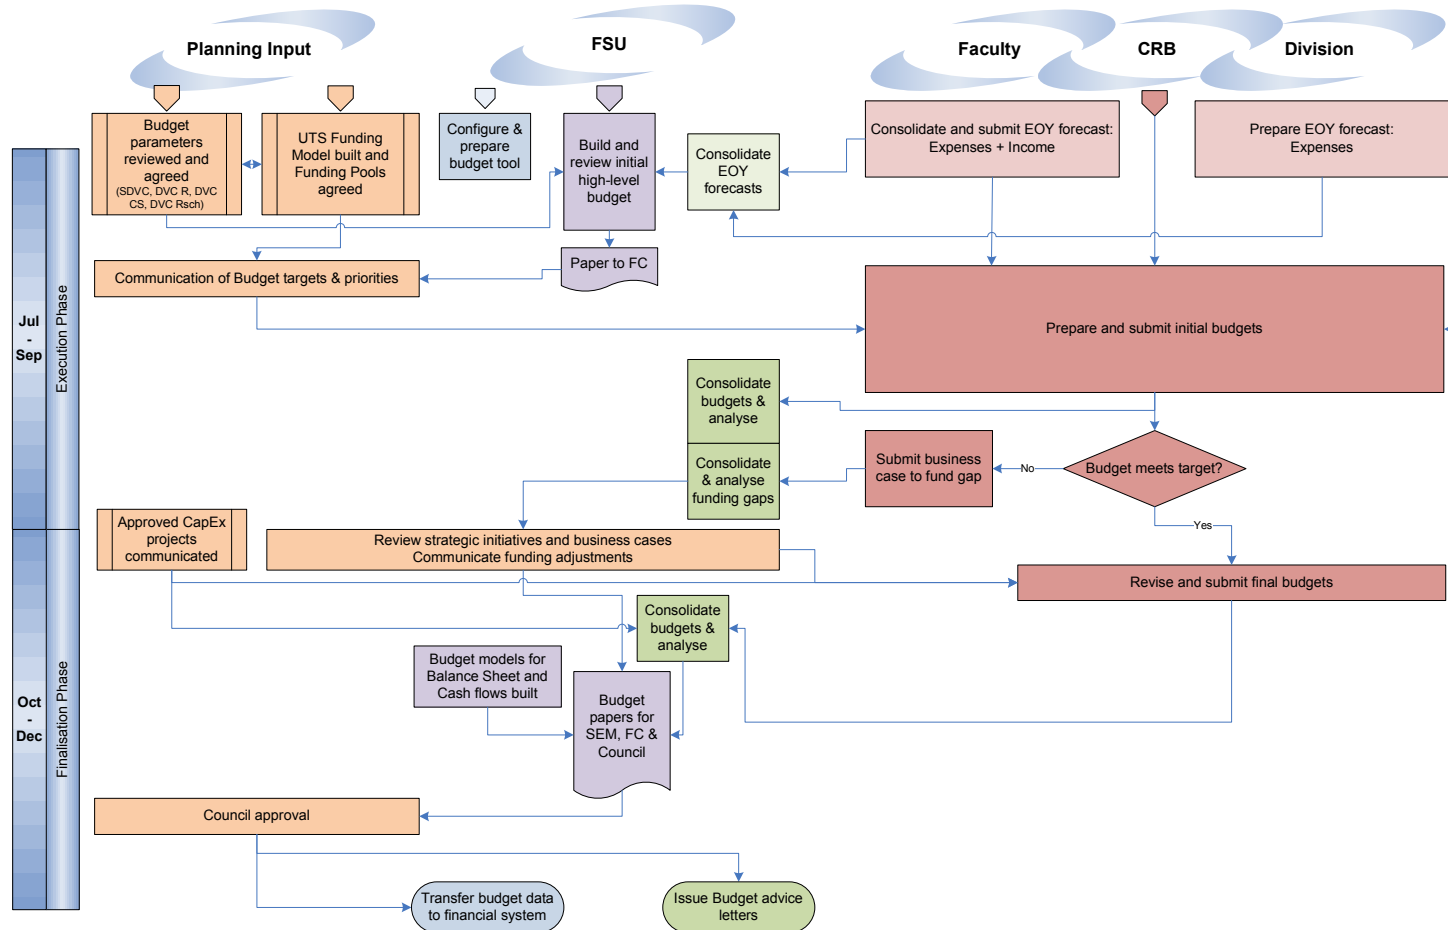 Planning Input
FSU
Faculty
CRB
Division
Budget
parameters
reviewed and
agreed
(SDVC, DVC R, DVC
CS, DVC Rsch)
UTS Funding
Model built and
Funding Pools
agreed
Configure &
prepare
budget tool
Build and
review initial
high-level
budget
Consolidate
EOY
forecasts
Consolidate and submit EOY forecast:
Expenses + Income
Prepare EOY forecast:
Expenses
Jul
-
Sep
Execution Phase
Communication of Budget targets & priorities
Paper to FC
Prepare and submit initial budgets
Consolidate
budgets &
analyse
Consolidate
& analyse
funding gaps
Submit business
case to fund gap
No
Budget meets target?
Yes
Approved CapEx
projects
communicated
Review strategic initiatives and business cases
Communicate funding adjustments
Revise and submit final budgets
Oct
-
Dec
Finalisation Phase
Consolidate
budgets &
analyse
Budget models for
Balance Sheet and
Cash flows built
Budget
papers for
SEM, FC &
Council
Council approval
Transfer budget data
to financial system
Issue Budget advice
letters